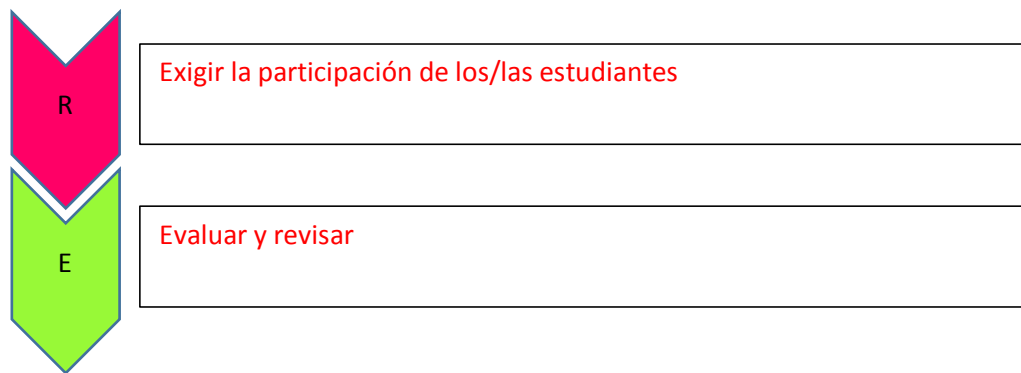 R
Exigir la participación de los/las estudiantes
E
Evaluar y revisar